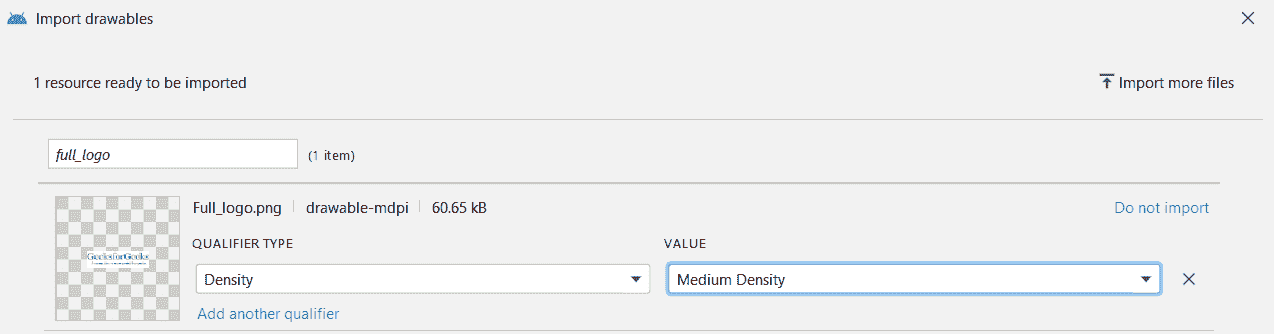 Import drawables
1 resource ready to be imported
Import more files
full_logo (1 item)
Full_logo.png drawable-mdpi 60.65 kB Do not import
QUALIFIER TYPE VALUE
Density Medium Density
Add another qualifier
GeeksforGeeks